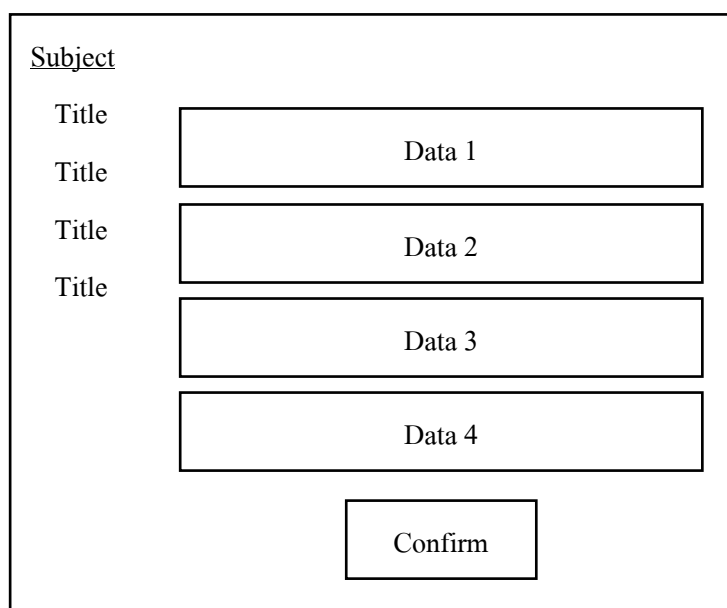 Subject
Title
Data 1
Title
Title
Data 2
Title
Data 3
Data 4
Confirm